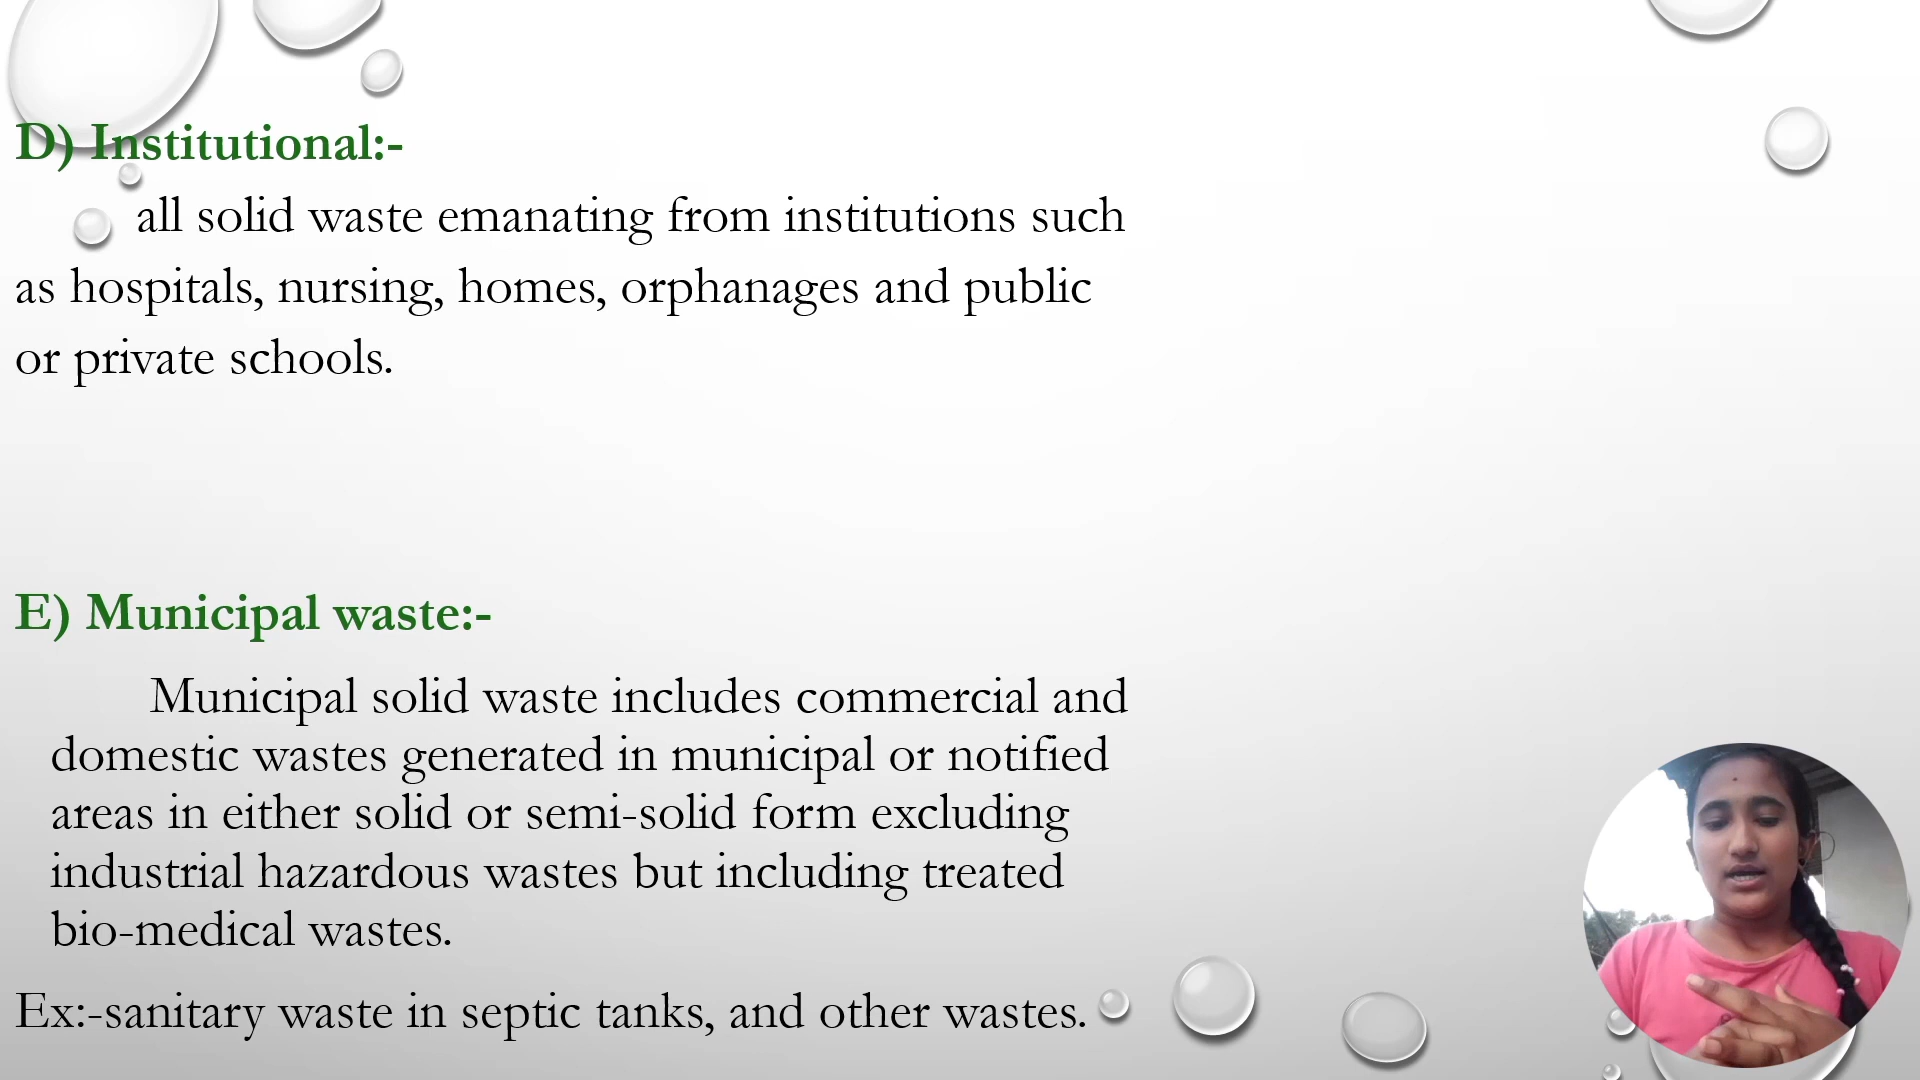 D) Institutional:-
all solid waste emanating from institutions such
as hospitals, nursing, homes, orphanages and public
or private schools.
E) Municipal waste:-
Municipal solid waste includes commercial and
domestic wastes generated in municipal or notified
areas in either solid or semi-solid form excluding
industrial hazardous wastes but including treated
bio-medical wastes.
Ex:-sanitary waste in septic tanks, and other wastes.